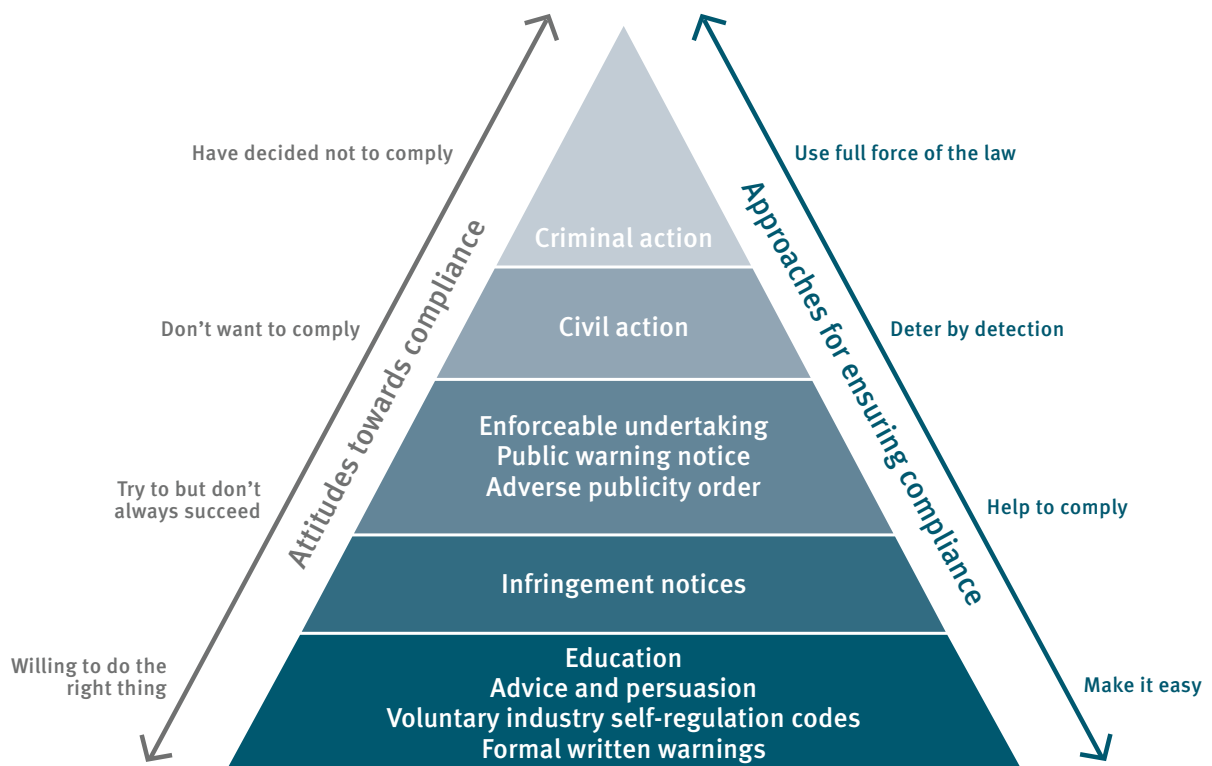 Have decided not to comply
Use full force of the law
Criminal action
Attitudes towards compliance
Approaches for ensuring compliance
Don’t want to comply
Civil action
Deter by detection
Enforceable undertaking
Public warning notice
Adverse publicity order
Try to but don’t
always succeed
Help to comply
Infringement notices
Willing to do the
right thing
Education
Advice and persuasion
Voluntary industry self-regulation codes
Formal written warnings
Make it easy